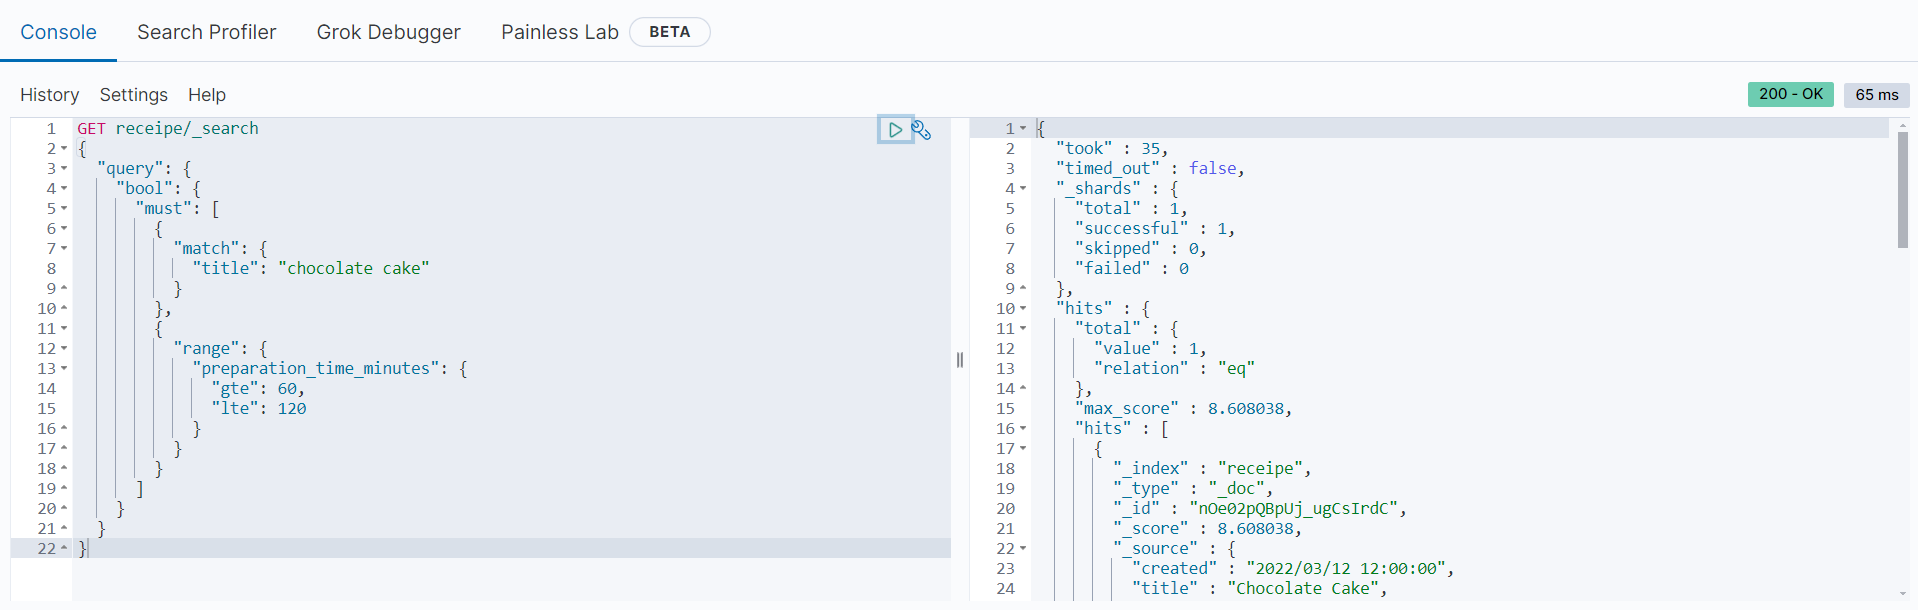 Console Search Profiler Grok Debugger Painless Lab BETA
History Settings Help
200 - OK 65 ms
1 GET receipe/_search
2 {
3 "query": {
4 "bool": {
5 "must": [
6 {
7 "match": {
8 "title": "chocolate cake"
9 }
10 },
11 {
12 "range": {
13 "preparation_time_minutes": {
14 "gte": 60,
15 "lte": 120
16 }
17 }
18 }
19 ]
20 }
21 }
22 }
1 {
2 "took" : 35,
3 "timed_out" : false,
4 "_shards" : {
5 "total" : 1,
6 "successful" : 1,
7 "skipped" : 0,
8 "failed" : 0
9 },
10 "hits" : {
11 "total" : {
12 "value" : 1,
13 "relation" : "eq"
14 },
15 "max_score" : 8.608038,
16 "hits" : [
17 {
18 "_index" : "receipe",
19 "_type" : "_doc",
20 "_id" : "nOe02pQBpUj_ugCsIrdC",
21 "_score" : 8.608038,
22 "_source" : {
23 "created" : "2022/03/12 12:00:00",
24 "title" : "Chocolate Cake",